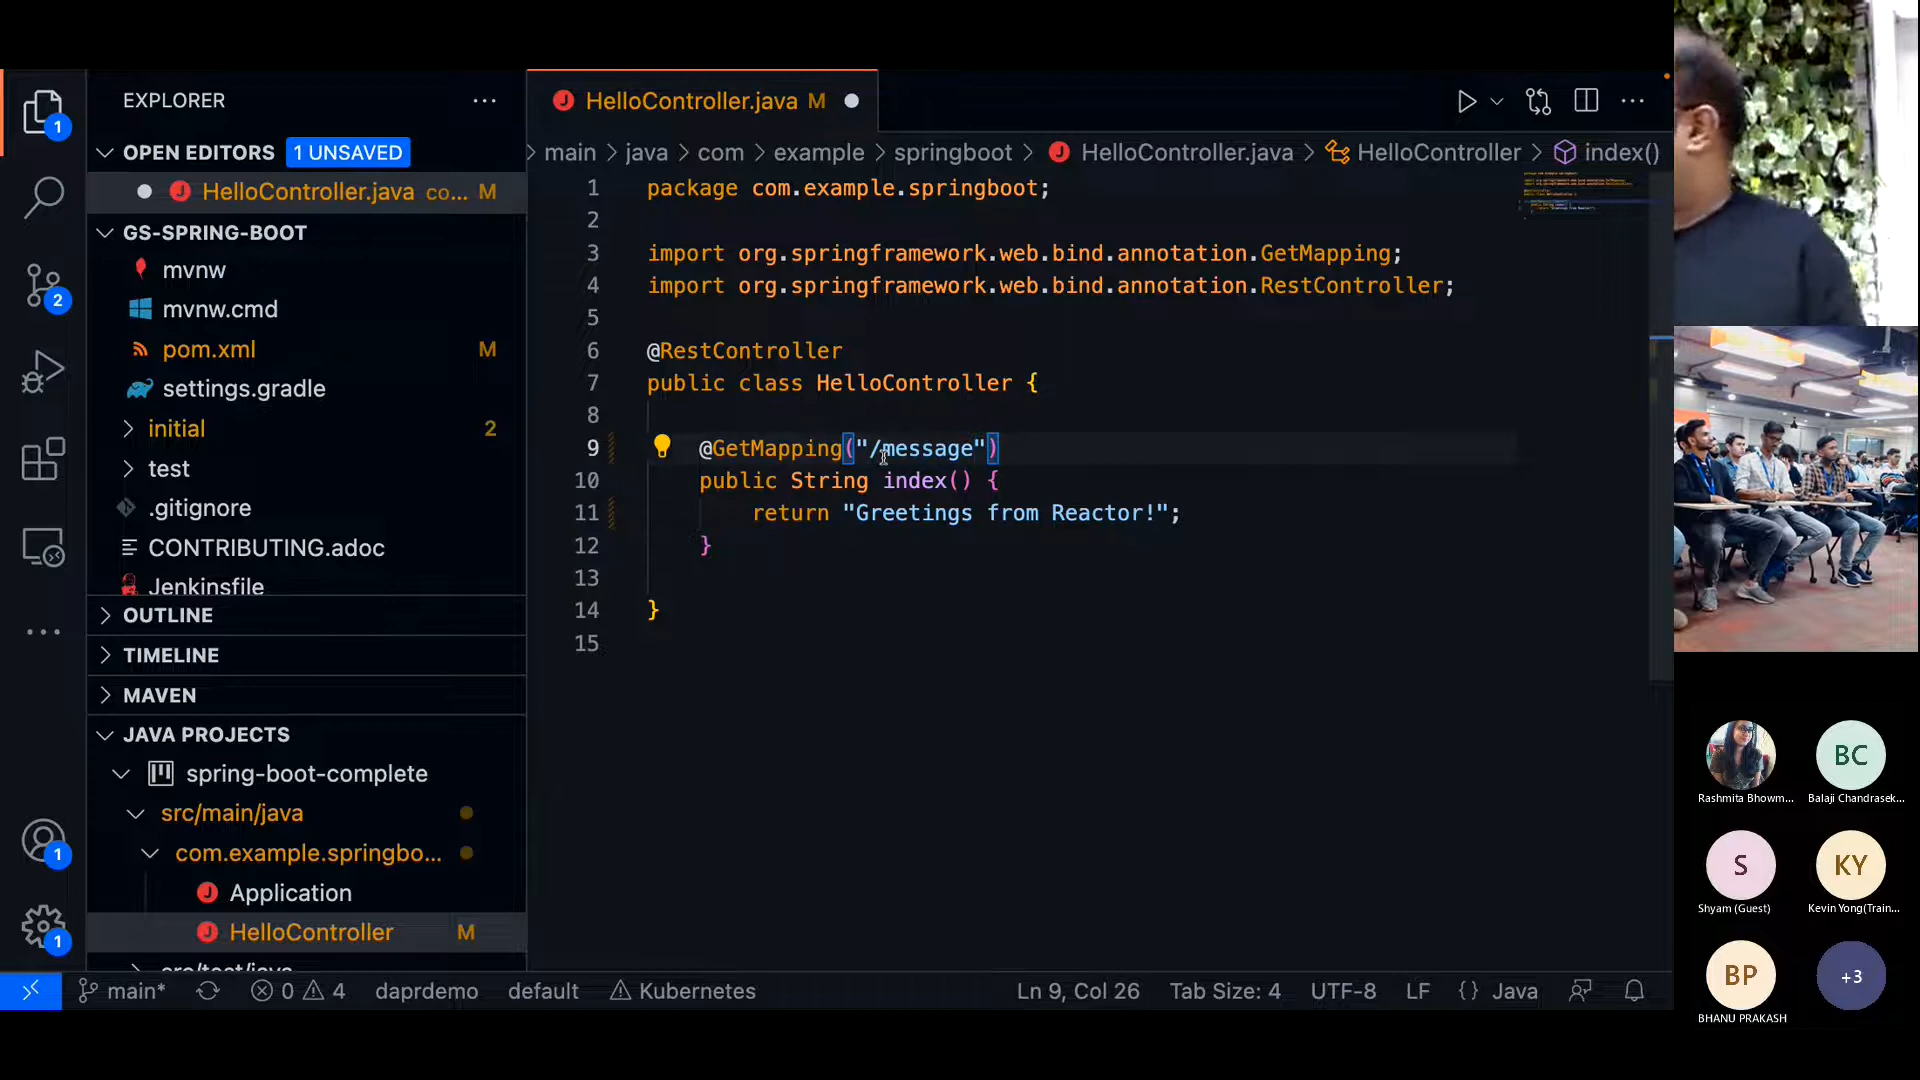 EXPLORER
OPEN EDITORS 1 UNSAVED
HelloController.java co... M
GS-SPRING-BOOT
mvnw
mvnw.cmd
pom.xml M
settings.gradle
initial 2
test
.gitignore
CONTRIBUTING.adoc
Jenkinsfile
OUTLINE
TIMELINE
MAVEN
JAVA PROJECTS
spring-boot-complete
src/main/java
com.example.springbo...
Application
HelloController M
src/test/java
1
2
1
1
HelloController.java M
main > java > com > example > springboot > HelloController.java > HelloController > index()
1 package com.example.springboot;
2
3 import org.springframework.web.bind.annotation.GetMapping;
4 import org.springframework.web.bind.annotation.RestController;
5
6 @RestController
7 public class HelloController {
8
9 @GetMapping("/message")
10 public String index() {
11 return "Greetings from Reactor!";
12 }
13
14 }
15
main* 0 4 daprdemo default Kubernetes Ln 9, Col 26 Tab Size: 4 UTF-8 LF {} Java
BC
Rashmita Bhowm... Balaji Chandrasek...
S KY
Shyam (Guest) Kevin Yong(Train...
BP +3
BHANU PRAKASH